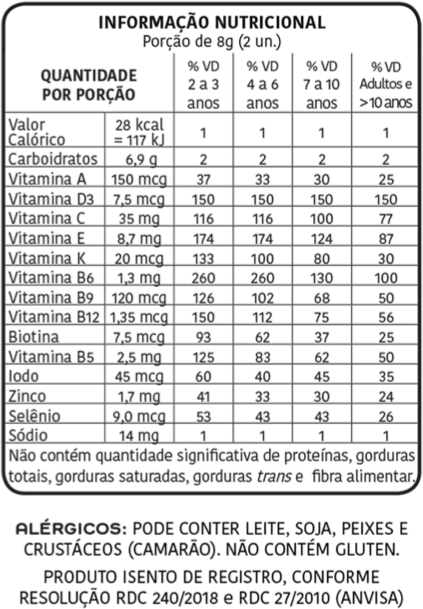 INFORMAÇÃO NUTRICIONAL
Porção de 8g (2 un.)
QUANTIDADE POR PORÇÃO % VD 2 a 3 anos % VD 4 a 6 anos % VD 7 a 10 anos % VD Adultos e >10 anos
Valor Calórico 28 kcal = 117 kJ 1 1 1 1
Carboidratos 6,9 g 2 2 2 2
Vitamina A 150 mcg 37 33 30 25
Vitamina D3 7,5 mcg 150 150 150 150
Vitamina C 35 mg 116 116 100 77
Vitamina E 8,7 mg 174 174 124 87
Vitamina K 20 mcg 133 100 80 30
Vitamina B6 1,3 mg 260 260 130 100
Vitamina B9 120 mcg 126 102 68 50
Vitamina B12 1,35 mcg 150 112 75 56
Biotina 7,5 mcg 93 62 37 25
Vitamina B5 2,5 mg 125 83 62 50
Iodo 45 mcg 60 40 45 35
Zinco 1,7 mg 41 33 30 24
Selênio 9,0 mcg 53 43 43 26
Sódio 14 mg 1 1 1 1
Não contém quantidade significativa de proteínas, gorduras
totais, gorduras saturadas, gorduras trans e fibra alimentar.
ALÉRGICOS: PODE CONTER LEITE, SOJA, PEIXES E
CRUSTÁCEOS (CAMARÃO). NÃO CONTÉM GLUTEN.
PRODUTO ISENTO DE REGISTRO, CONFORME
RESOLUÇÃO RDC 240/2018 e RDC 27/2010 (ANVISA)